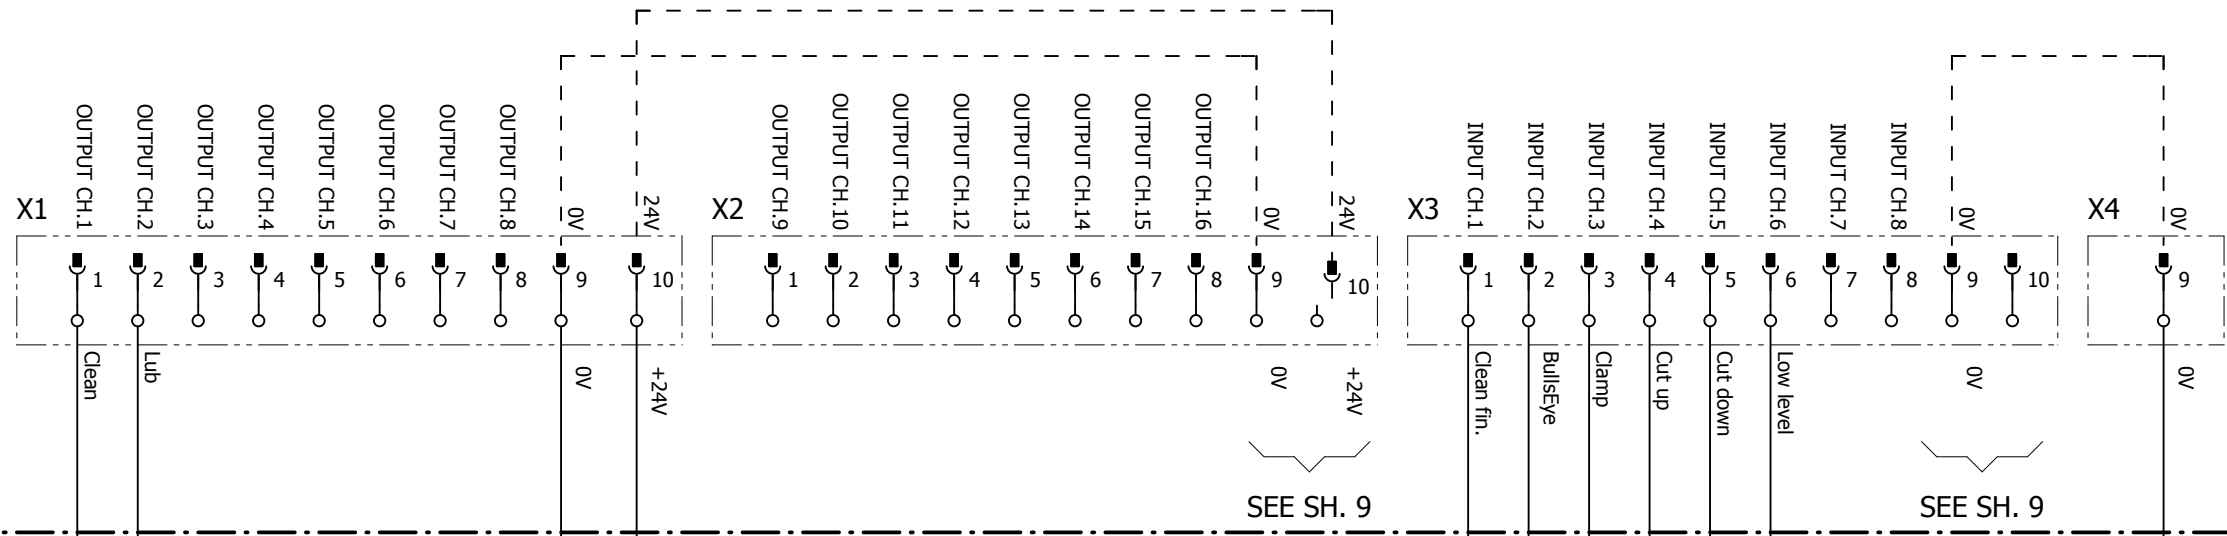 X1
OUTPUT CH.1
OUTPUT CH.2
OUTPUT CH.3
OUTPUT CH.4
OUTPUT CH.5
OUTPUT CH.6
OUTPUT CH.7
OUTPUT CH.8
0V
24V
1
2
3
4
5
6
7
8
9
10
Clean
Lub
0V
+24V
X2
OUTPUT CH.9
OUTPUT CH.10
OUTPUT CH.11
OUTPUT CH.12
OUTPUT CH.13
OUTPUT CH.14
OUTPUT CH.15
OUTPUT CH.16
0V
24V
1
2
3
4
5
6
7
8
9
10
0V
+24V
SEE SH. 9
X3
INPUT CH.1
INPUT CH.2
INPUT CH.3
INPUT CH.4
INPUT CH.5
INPUT CH.6
INPUT CH.7
INPUT CH.8
0V
1
2
3
4
5
6
7
8
9
10
Clean fin.
BullsEye
Clamp
Cut up
Cut down
Low level
0V
SEE SH. 9
X4
0V
9
0V